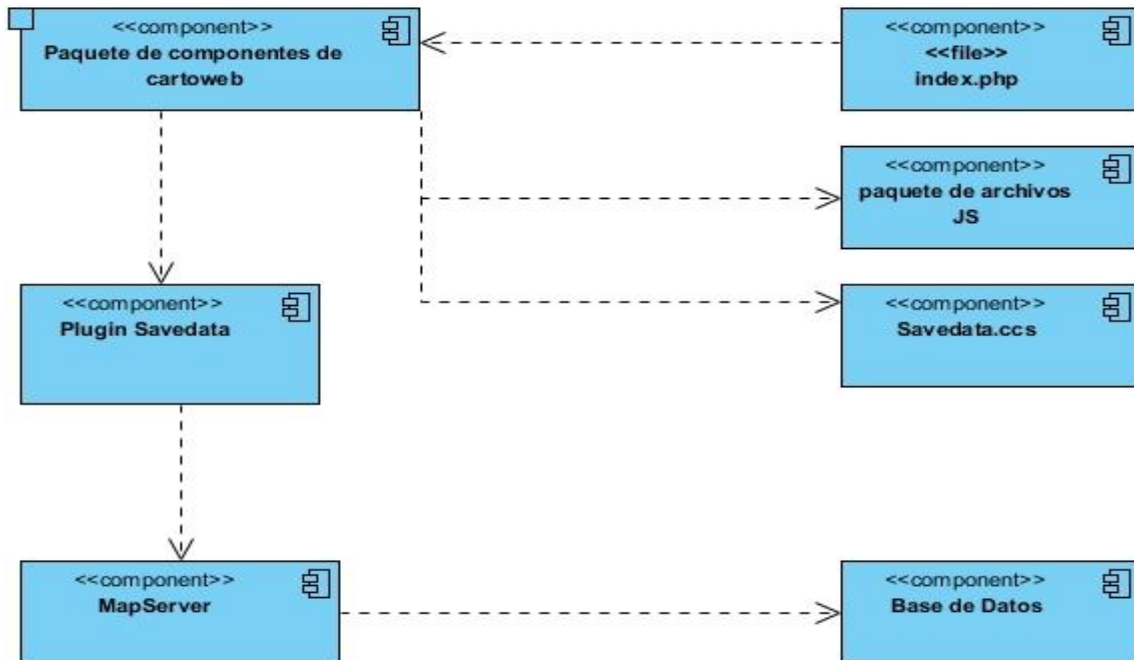 <<component>>
Paquete de componentes de
cartoweb
<<component>>
<<file>>
index.php
<<component>>
paquete de archivos
JS
<<component>>
Plugin Savedata
<<component>>
Savedata.ccs
<<component>>
MapServer
<<component>>
Base de Datos